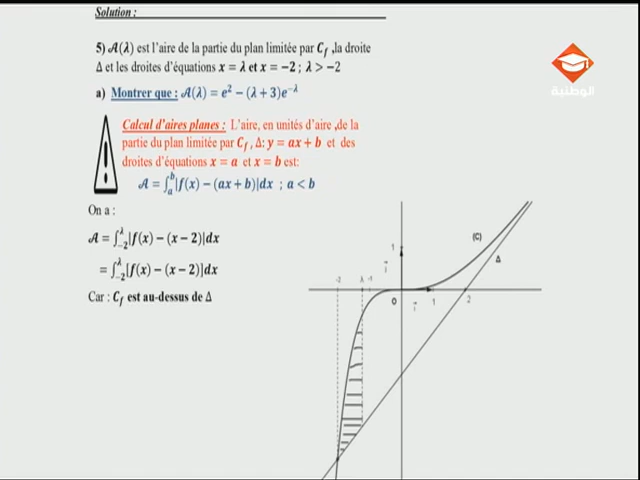 Solution :
5) 𝒜(λ) est l'aire de la partie du plan limitée par C_f ,la droite
Δ et les droites d'équations x = λ et x = −2 ; λ > −2
a) Montrer que : 𝒜(λ) = e² − (λ + 3)e^{−λ}
Calcul d'aires planes : L'aire, en unités d'aire ,de la
partie du plan limitée par C_f , Δ: y = ax + b et des
droites d'équations x = a et x = b est:
𝒜 = ∫_a^b |f(x) − (ax + b)|dx ; a < b
On a :
𝒜 = ∫_{−2}^λ |f(x) − (x − 2)|dx
= ∫_{−2}^λ [f(x) − (x − 2)]dx
Car : C_f est au-dessus de Δ
الوطنية
(C)
Δ
1
j
-2 λ -1
O i 1 2